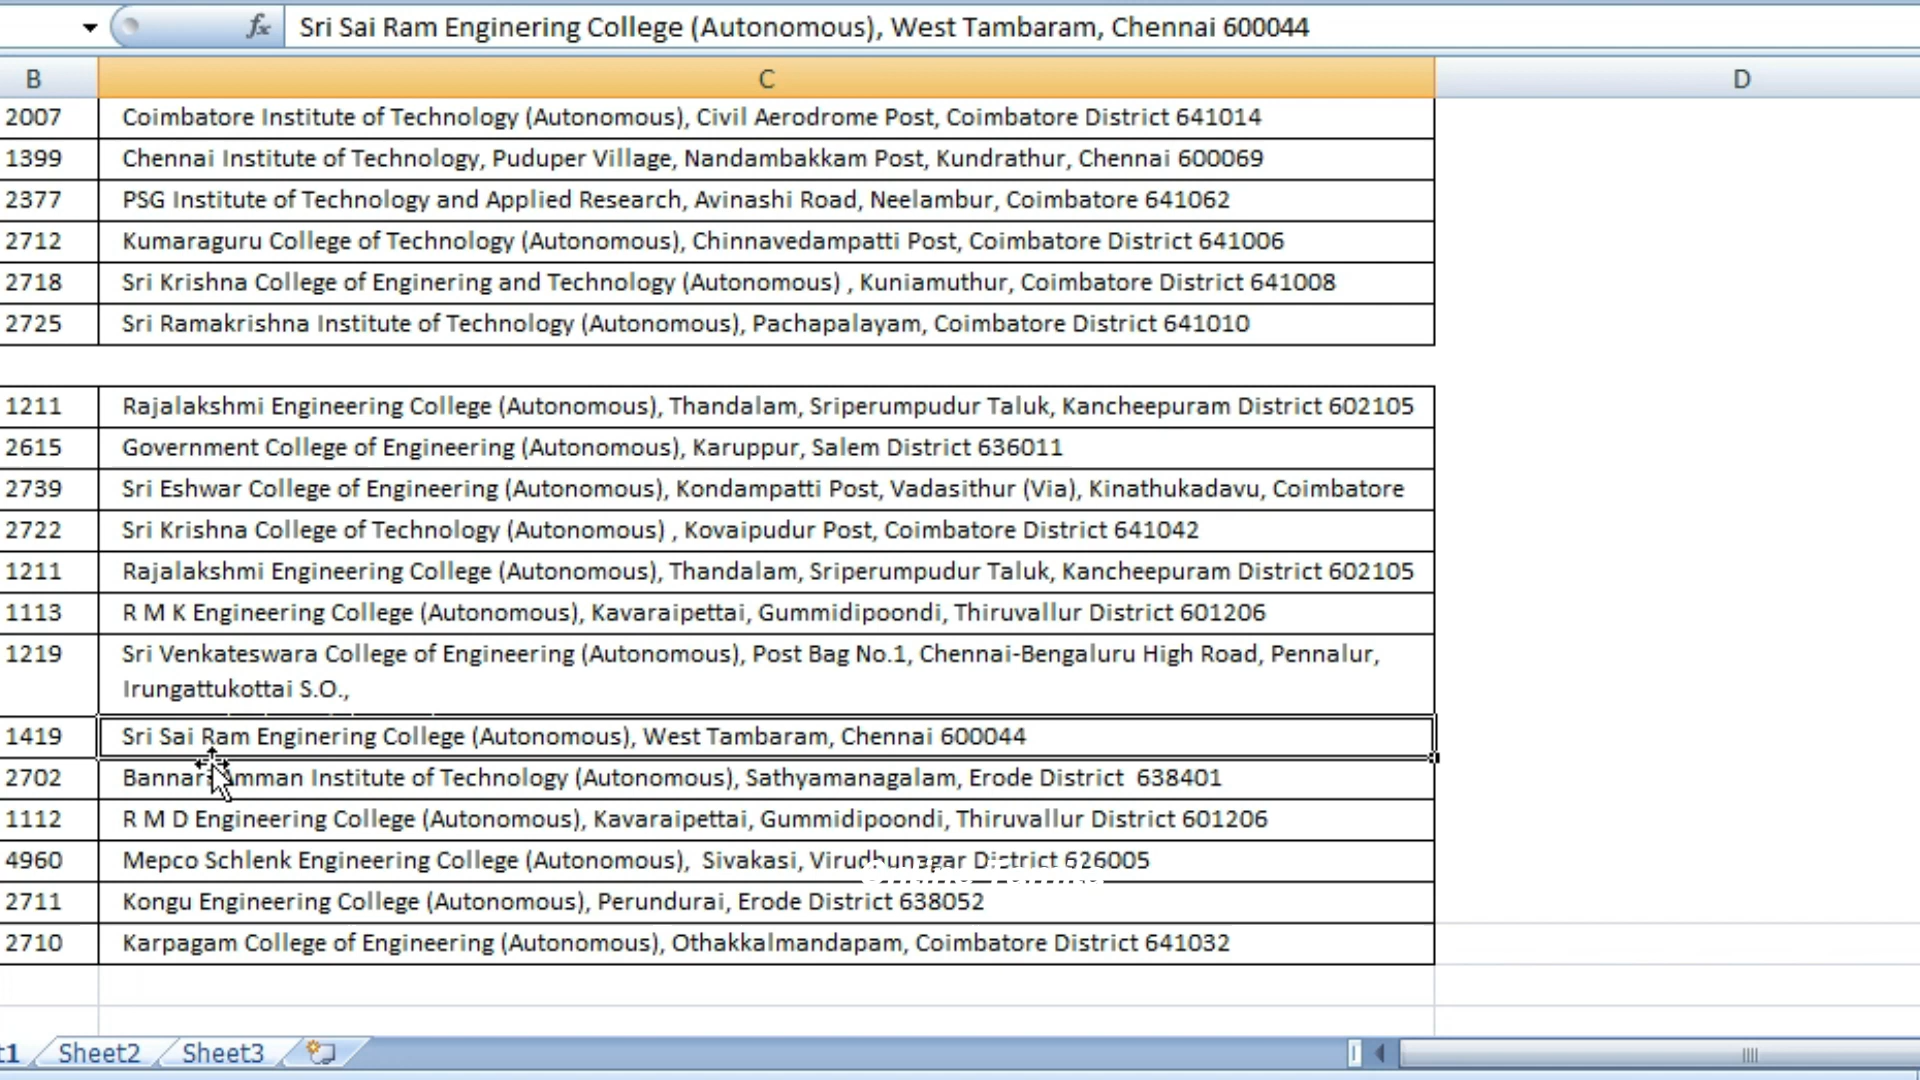 fx Sri Sai Ram Enginering College (Autonomous), West Tambaram, Chennai 600044
B C D
2007 Coimbatore Institute of Technology (Autonomous), Civil Aerodrome Post, Coimbatore District 641014
1399 Chennai Institute of Technology, Puduper Village, Nandambakkam Post, Kundrathur, Chennai 600069
2377 PSG Institute of Technology and Applied Research, Avinashi Road, Neelambur, Coimbatore 641062
2712 Kumaraguru College of Technology (Autonomous), Chinnavedampatti Post, Coimbatore District 641006
2718 Sri Krishna College of Enginering and Technology (Autonomous) , Kuniamuthur, Coimbatore District 641008
2725 Sri Ramakrishna Institute of Technology (Autonomous), Pachapalayam, Coimbatore District 641010
1211 Rajalakshmi Engineering College (Autonomous), Thandalam, Sriperumpudur Taluk, Kancheepuram District 602105
2615 Government College of Engineering (Autonomous), Karuppur, Salem District 636011
2739 Sri Eshwar College of Engineering (Autonomous), Kondampatti Post, Vadasithur (Via), Kinathukadavu, Coimbatore
2722 Sri Krishna College of Technology (Autonomous) , Kovaipudur Post, Coimbatore District 641042
1211 Rajalakshmi Engineering College (Autonomous), Thandalam, Sriperumpudur Taluk, Kancheepuram District 602105
1113 R M K Engineering College (Autonomous), Kavaraipettai, Gummidipoondi, Thiruvallur District 601206
1219 Sri Venkateswara College of Engineering (Autonomous), Post Bag No.1, Chennai-Bengaluru High Road, Pennalur,
Irungattukottai S.O.,
1419 Sri Sai Ram Enginering College (Autonomous), West Tambaram, Chennai 600044
2702 Bannari Amman Institute of Technology (Autonomous), Sathyamanagalam, Erode District 638401
1112 R M D Engineering College (Autonomous), Kavaraipettai, Gummidipoondi, Thiruvallur District 601206
4960 Mepco Schlenk Engineering College (Autonomous), Sivakasi, Virudhunagar District 626005
2711 Kongu Engineering College (Autonomous), Perundurai, Erode District 638052
2710 Karpagam College of Engineering (Autonomous), Othakkalmandapam, Coimbatore District 641032
t1 Sheet2 Sheet3